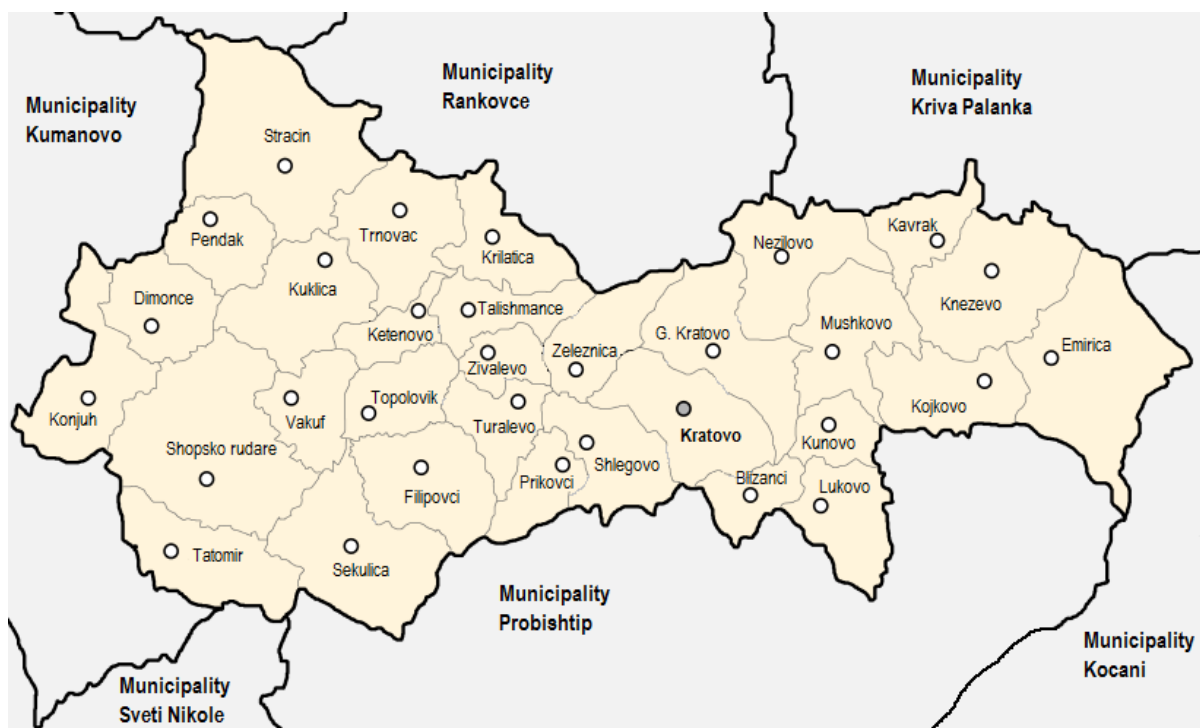 Municipality
Rankovce
Municipality
Kriva Palanka
Municipality
Kumanovo
Stracin
Kavrak
Pendak
Trnovac
Nezilovo
Krilatica
Kuklica
Dimonce
Knezevo
Talishmance
Mushkovo
Ketenovo
G. Kratovo
Emirica
Zeleznica
Zivalevo
Topolovik
Kojkovo
Konjuh
Vakuf
Turalevo
Kratovo
Kunovo
Shopsko rudare
Shlegovo
Blizanci
Prikovci
Lukovo
Filipovci
Tatomir
Sekulica
Municipality
Probishtip
Municipality
Kocani
Municipality
Sveti Nikole